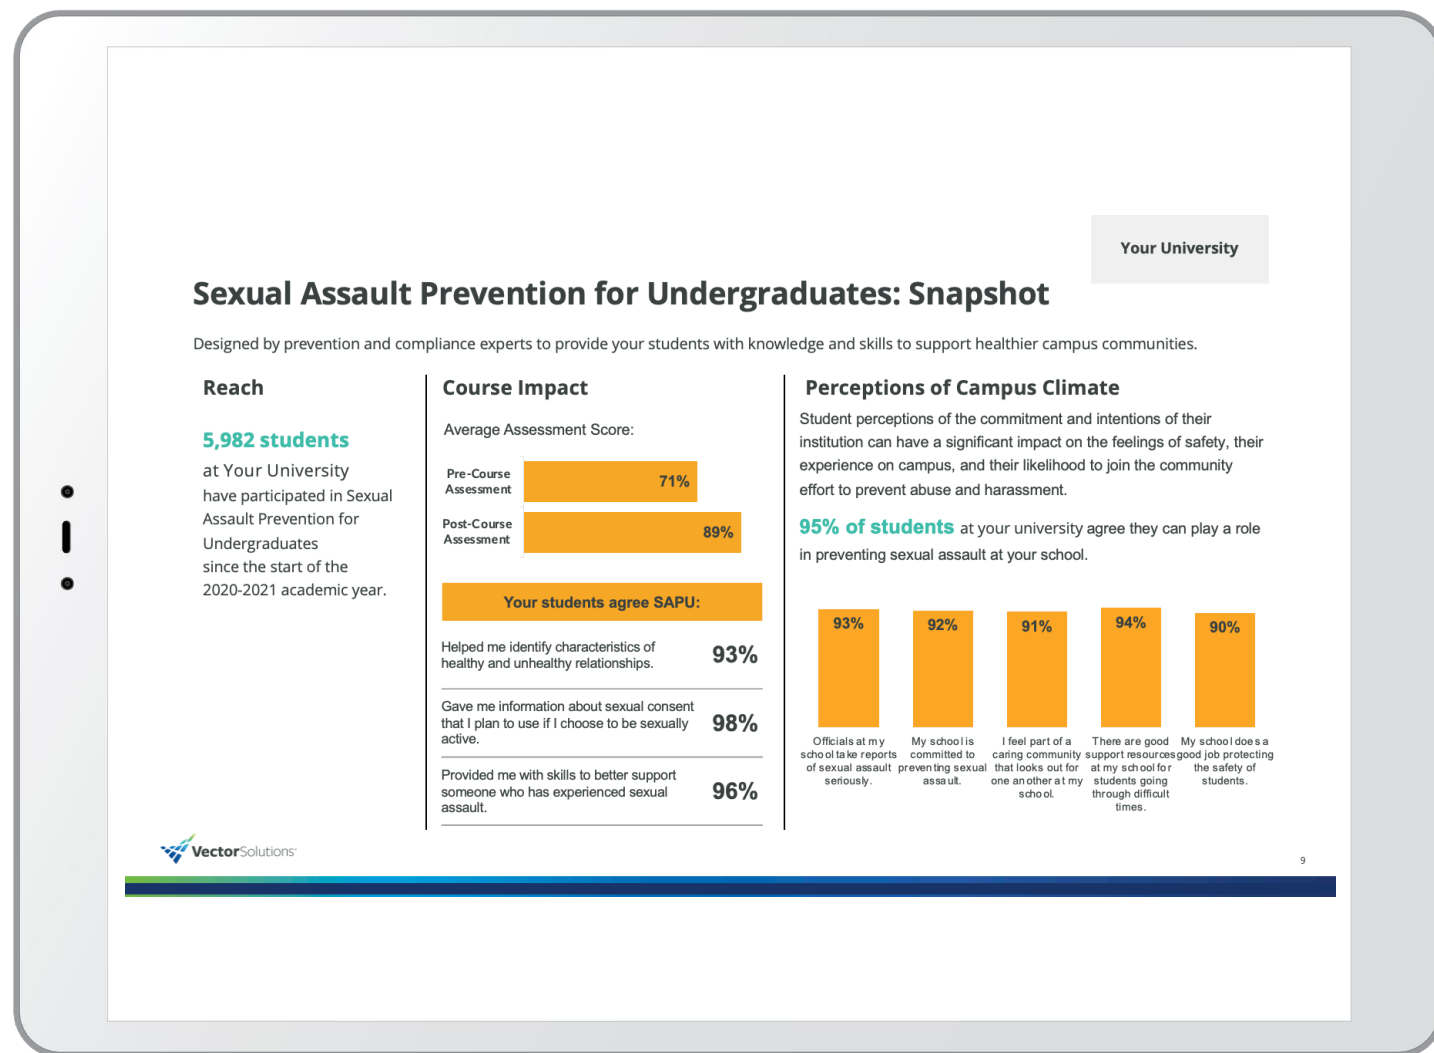 Your University
Sexual Assault Prevention for Undergraduates: Snapshot
Designed by prevention and compliance experts to provide your students with knowledge and skills to support healthier campus communities.
Reach
5,982 students
at Your University
have participated in Sexual
Assault Prevention for
Undergraduates
since the start of the
2020-2021 academic year.
Course Impact
Average Assessment Score:
Pre-Course
Assessment
71%
Post-Course
Assessment
89%
Your students agree SAPU:
Helped me identify characteristics of
healthy and unhealthy relationships.
93%
Gave me information about sexual consent
that I plan to use if I choose to be sexually
active.
98%
Provided me with skills to better support
someone who has experienced sexual
assault.
96%
Perceptions of Campus Climate
Student perceptions of the commitment and intentions of their
institution can have a significant impact on the feelings of safety, their
experience on campus, and their likelihood to join the community
effort to prevent abuse and harassment.
95% of students at your university agree they can play a role
in preventing sexual assault at your school.
93%
92%
91%
94%
90%
Officials at my
school take reports
of sexual assault
seriously.
My school is
committed to
preventing sexual
assault.
I feel part of a
caring community
that looks out for
one another at my
school.
There are good
support resources
at my school for
students going
through difficult
times.
My school does a
good job protecting
the safety of
students.
VectorSolutions
9